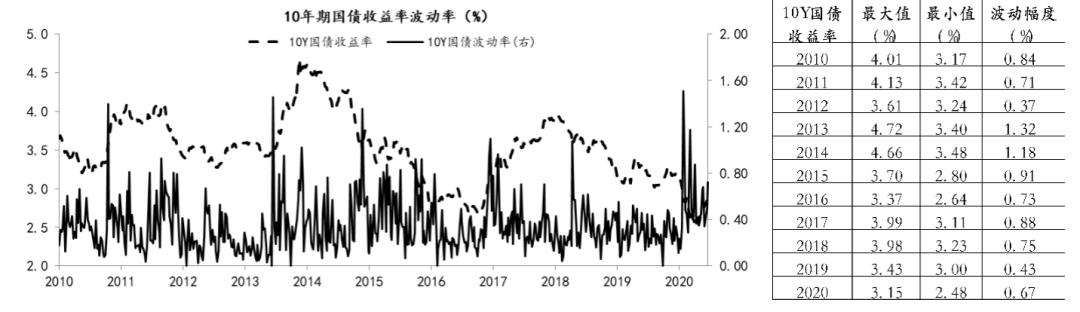 10年期国债收益率波动率（%）
10Y国债收益率
10Y国债波动率(右)
5.0
4.5
4.0
3.5
3.0
2.5
2.0
2.00
1.60
1.20
0.80
0.40
0.00
2010 2011 2012 2013 2014 2015 2016 2017 2018 2019 2020
10Y国债收益率 最大值（%） 最小值（%） 波动幅度（%）
2010 4.01 3.17 0.84
2011 4.13 3.42 0.71
2012 3.61 3.24 0.37
2013 4.72 3.40 1.32
2014 4.66 3.48 1.18
2015 3.70 2.80 0.91
2016 3.37 2.64 0.73
2017 3.99 3.11 0.88
2018 3.98 3.23 0.75
2019 3.43 3.00 0.43
2020 3.15 2.48 0.67